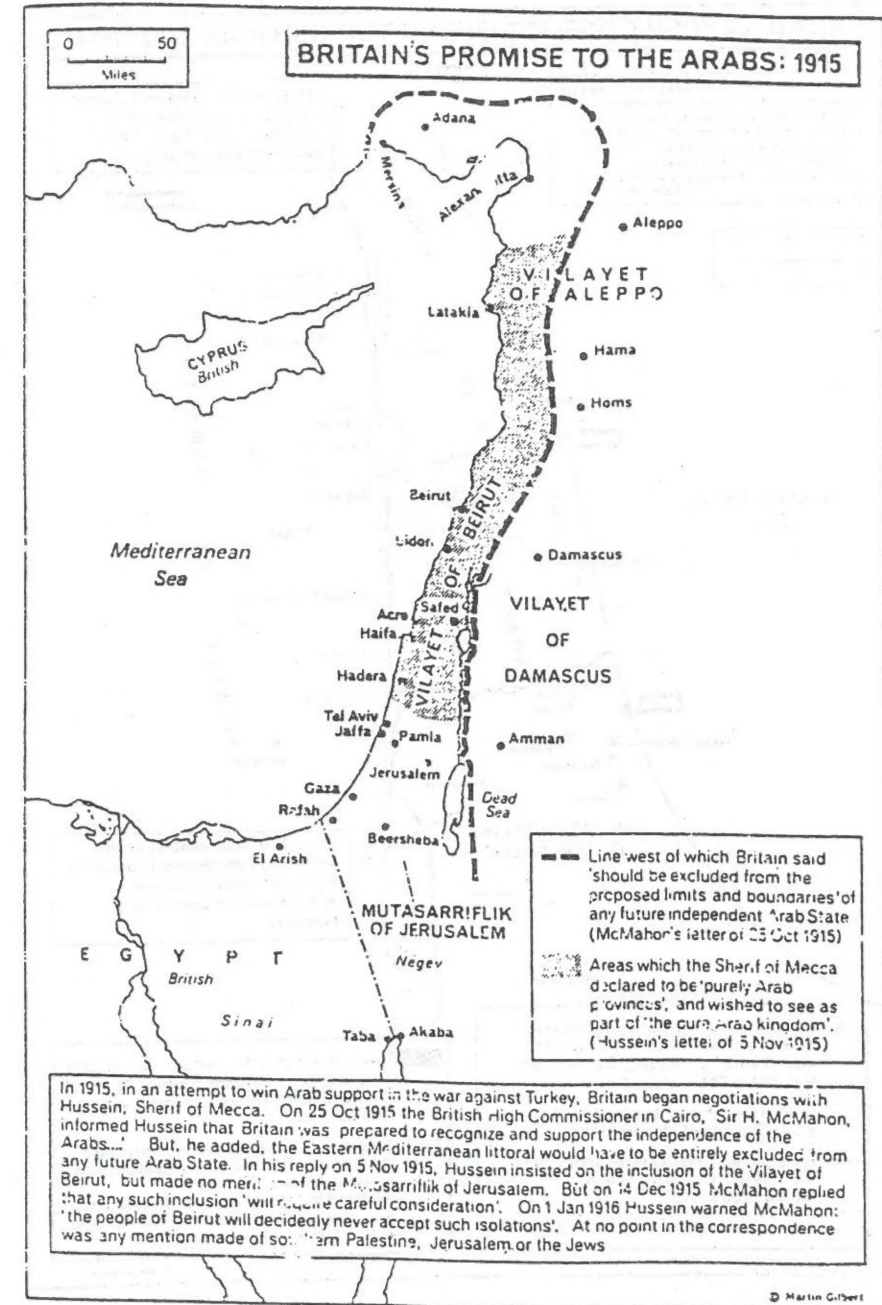 0 50
Miles
BRITAIN'S PROMISE TO THE ARABS: 1915
Adana
Mersina
Alexan tta
Aleppo
VILAYET
OF ALEPPO
Latakia
CYPRUS
British
Hama
Homs
Beirut
Sidon
Mediterranean
Sea
Damascus
VILAYET OF BEIRUT
Safed
Acre
Haifa
VILAYET
OF
DAMASCUS
Hadera
Tel Aviv
Jaffa
Ramla
Amman
Jerusalem
Gaza
Rafah
Dead
Sea
Beersheba
El Arish
MUTASARRIFLIK
OF JERUSALEM
EGYPT
British
Negev
Sinai
Taba
Akaba
Line west of which Britain said
'should be excluded from the
proposed limits and boundaries' of
any future independent Arab State
(McMahon's letter of 25 Oct 1915)
Areas which the Sherif of Mecca
declared to be 'purely Arab
provinces', and wished to see as
part of 'the pure Arab kingdom'.
(Hussein's letter of 5 Nov 1915)
In 1915, in an attempt to win Arab support in the war against Turkey, Britain began negotiations with
Hussein, Sherif of Mecca. On 25 Oct 1915 the British High Commissioner in Cairo, Sir H. McMahon,
informed Hussein that Britain was prepared to recognize and support the independence of the
Arabs....' But, he added, the Eastern Mediterranean littoral would have to be entirely excluded from
any future Arab State. In his reply on 5 Nov 1915, Hussein insisted on the inclusion of the Vilayet of
Beirut, but made no mention of the Mutasarriflik of Jerusalem. But on 14 Dec 1915 McMahon replied
that any such inclusion 'will require careful consideration'. On 1 Jan 1916 Hussein warned McMahon:
'the people of Beirut will decidedly never accept such isolations'. At no point in the correspondence
was any mention made of southern Palestine, Jerusalem or the Jews
© Martin Gilbert